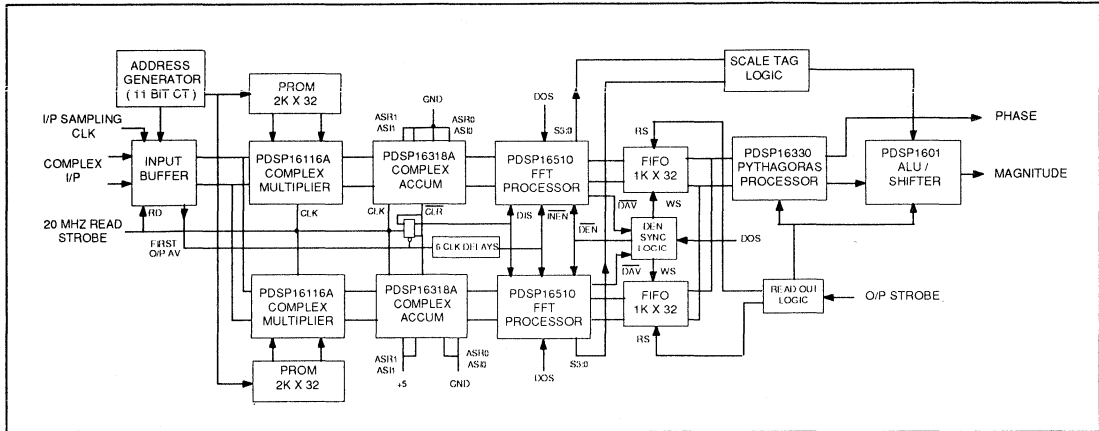 ADDRESS
GENERATOR
( 11 BIT CT )
PROM
2K X 32
GND
ASR1
ASI1
ASR0
ASI0
DOS
S3:0
SCALE TAG
LOGIC
I/P SAMPLING
CLK
COMPLEX
I/P
INPUT
BUFFER
PDSP16116A
COMPLEX
MULTIPLIER
PDSP16318A
COMPLEX
ACCUM
PDSP16510
FFT
PROCESSOR
RS
FIFO
1K X 32
PDSP16330
PYTHAGORAS
PROCESSOR
PDSP1601
ALU /
SHIFTER
PHASE
MAGNITUDE
20 MHZ READ
STROBE
RD
CLK
CLK
CLR
DIS
INEN
DEN
DAV
WS
FIRST
O/P AV
6 CLK DELAYS
DEN
SYNC
LOGIC
DOS
DAV
WS
PDSP16116A
COMPLEX
MULTIPLIER
PDSP16318A
COMPLEX
ACCUM
PDSP16510
FFT
PROCESSOR
FIFO
1K X 32
READ OUT
LOGIC
O/P STROBE
PROM
2K X 32
ASR1
ASI1
+5
ASR0
ASI0
GND
DOS
S3:0
RS